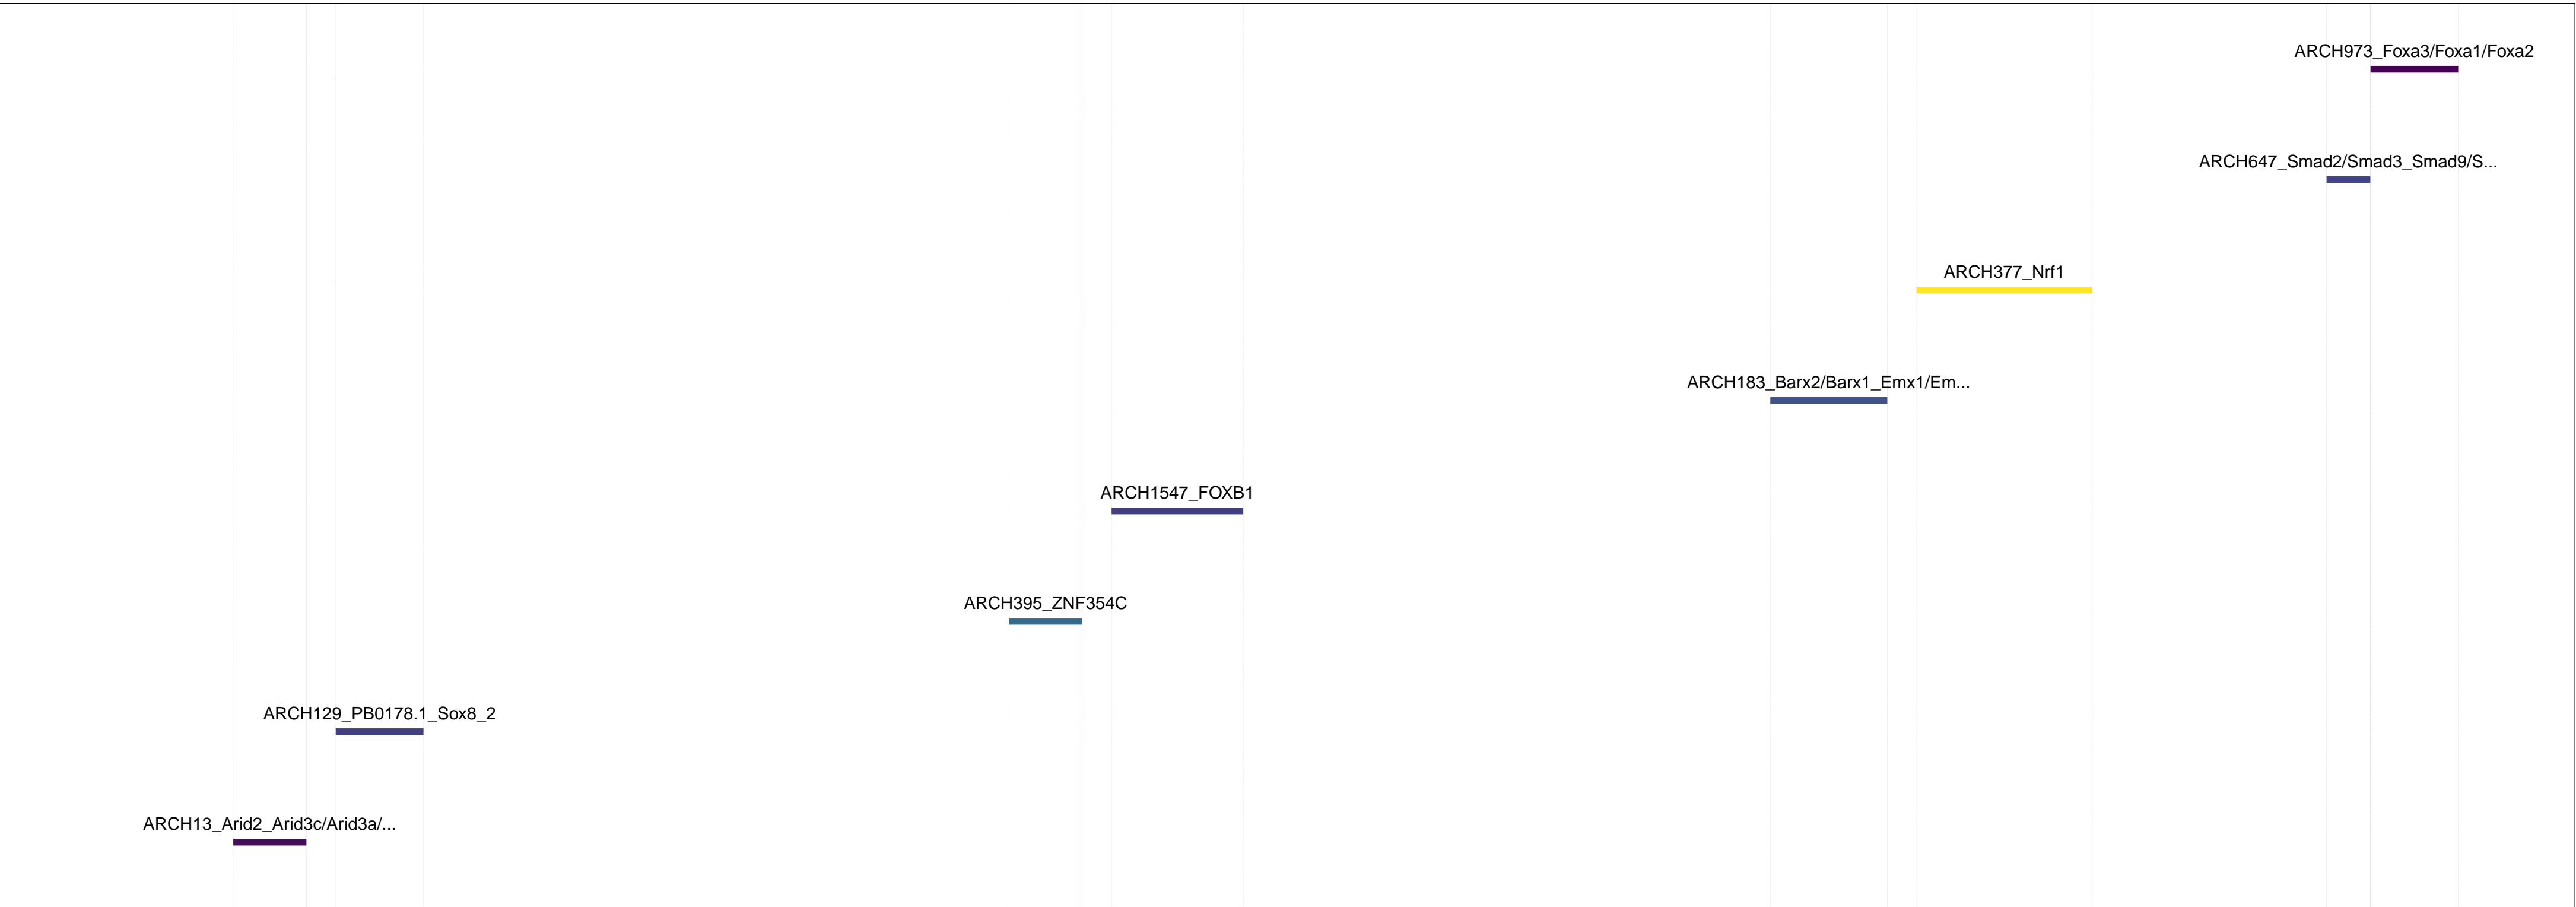 ARCH973_Foxa3/Foxa1/Foxa2
ARCH647_Smad2/Smad3_Smad9/S...
ARCH377_Nrf1
ARCH183_Barx2/Barx1_Emx1/Em...
ARCH1547_FOXB1
ARCH395_ZNF354C
ARCH129_PB0178.1_Sox8_2
ARCH13_Arid2_Arid3c/Arid3a/...